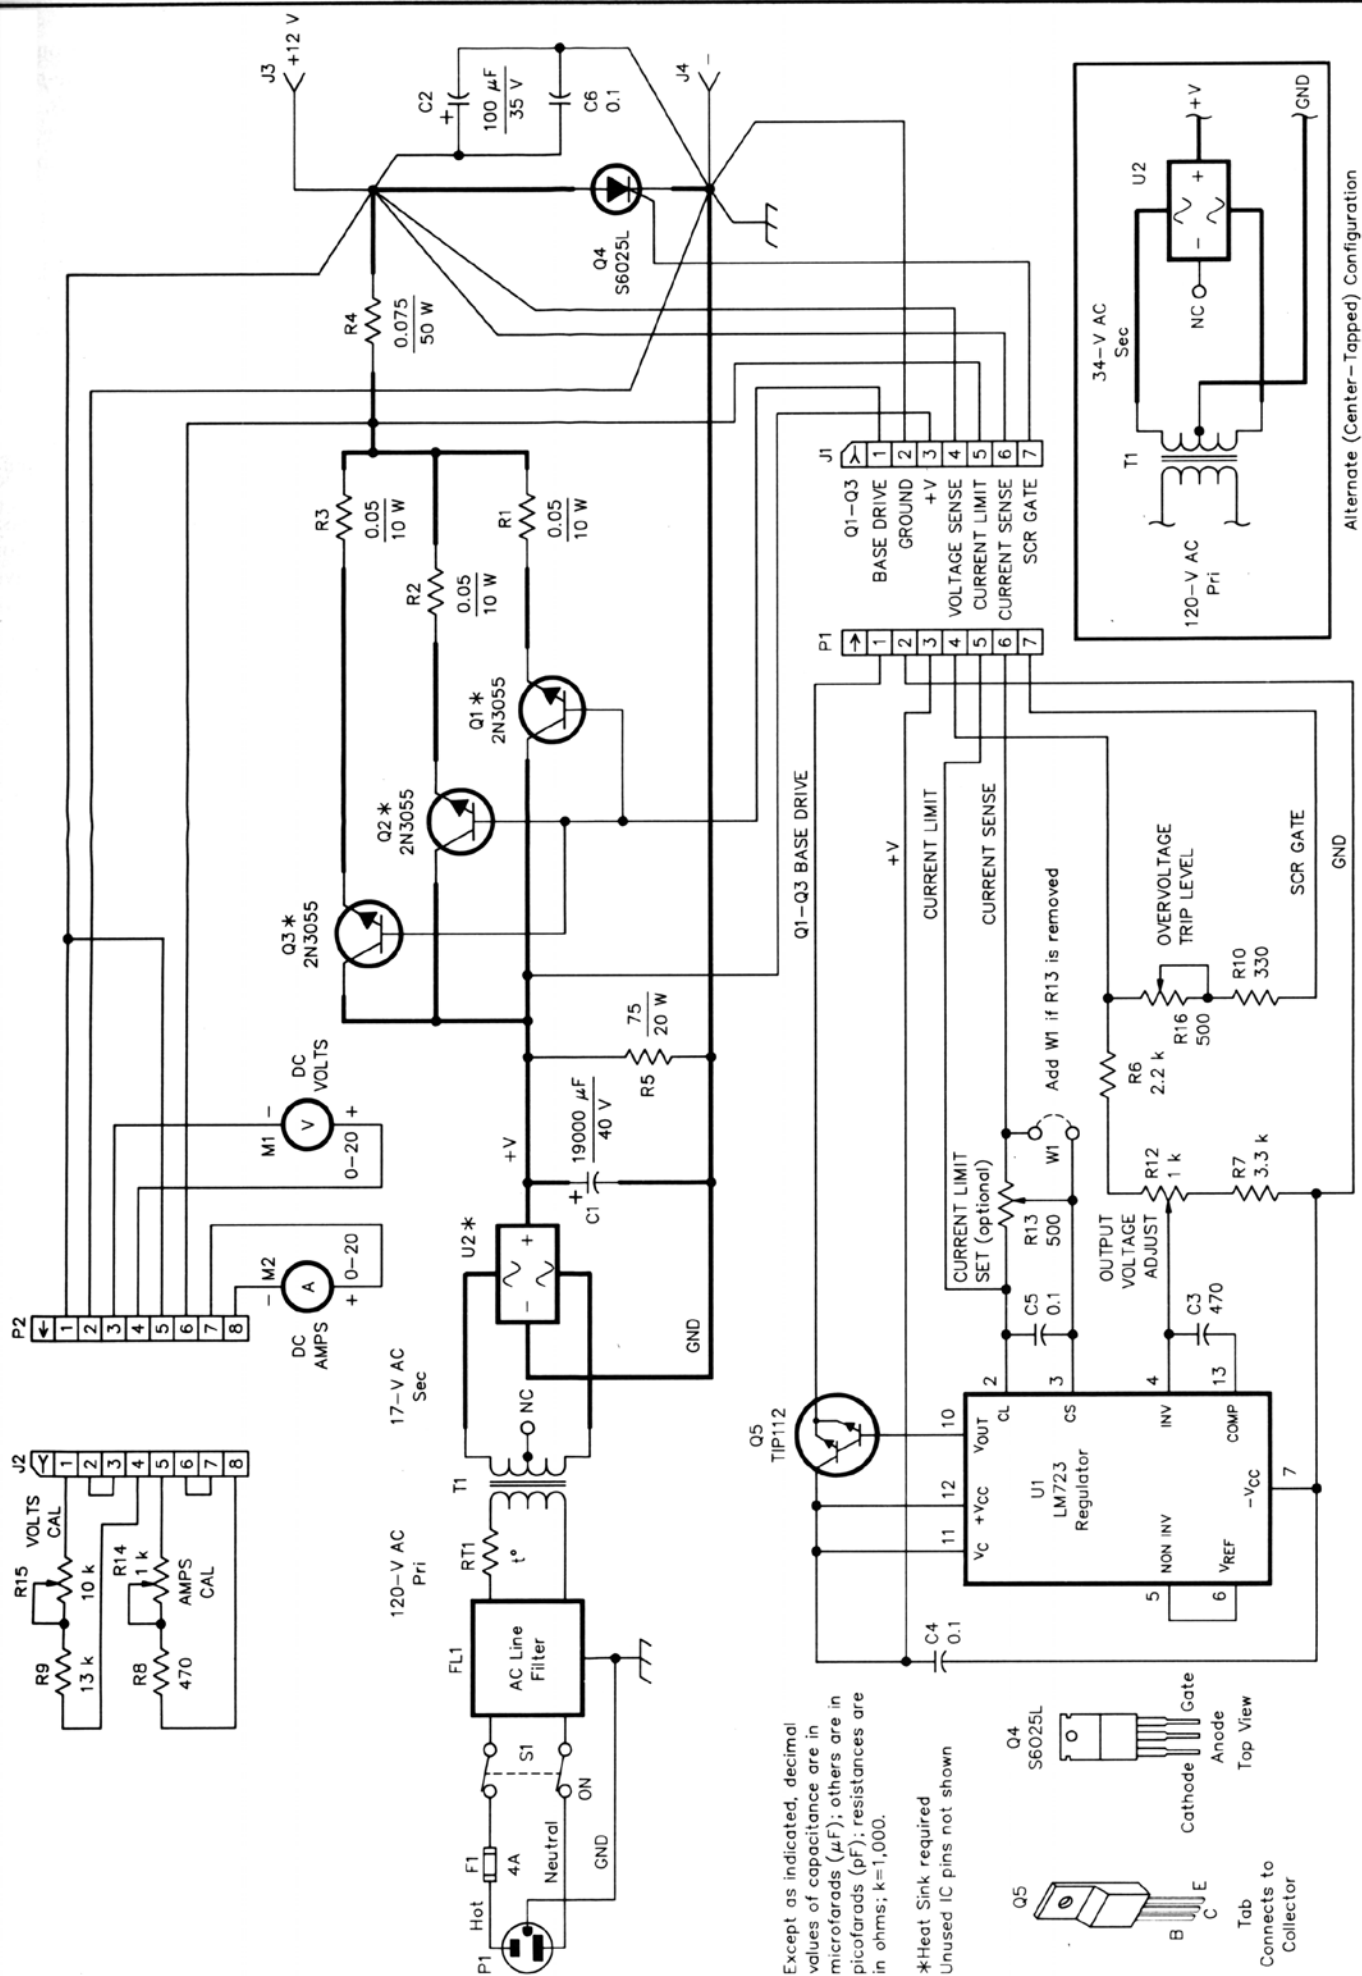 P2
1
2
3
4
5
6
7
8
J2
1
2
3
4
5
6
7
8
VOLTS
CAL
R15
10 k
R9
13 k
R14
1 k
AMPS
CAL
R8
470
M2
DC
AMPS
A
0-20
+
-
M1
DC
VOLTS
V
0-20
+
-
P1
Hot
F1
4A
Neutral
GND
S1
ON
FL1
AC Line
Filter
RT1
t°
120-V AC
Pri
T1
17-V AC
Sec
NC
U2*
+
-
GND
+V
C1
+
19000 μF
40 V
R5
75
20 W
Q3*
2N3055
Q2*
2N3055
Q1*
2N3055
R3
0.05
10 W
R2
0.05
10 W
R1
0.05
10 W
R4
0.075
50 W
Q4
S6025L
C2
+
100 μF
35 V
C6
0.1
J3
+12 V
J4
-
J1
1
2
3
4
5
6
7
Q1-Q3
BASE DRIVE
GROUND
+V
VOLTAGE SENSE
CURRENT LIMIT
CURRENT SENSE
SCR GATE
P1
1
2
3
4
5
6
7
Q1-Q3 BASE DRIVE
+V
CURRENT LIMIT
CURRENT SENSE
Add W1 if R13 is removed
W1
CURRENT LIMIT
SET (optional)
R13
500
C5
0.1
OUTPUT
VOLTAGE
ADJUST
R12
1 k
R7
3.3 k
R6
2.2 k
OVERVOLTAGE
TRIP LEVEL
R16
500
R10
330
SCR GATE
GND
C3
470
Q5
TIP112
U1
LM723
Regulator
10
VOUT
12
+VCC
11
VC
2
CL
3
CS
4
INV
13
COMP
5
NON INV
6
VREF
7
-VCC
C4
0.1
Except as indicated, decimal
values of capacitance are in
microfarads (μF); others are in
picofarads (pF); resistances are
in ohms; k=1,000.
*Heat Sink required
Unused IC pins not shown
Q5
B
C
E
Tab
Connects to
Collector
Q4
S6025L
Cathode
Anode
Gate
Top View
120-V AC
Pri
T1
34-V AC
Sec
NC
U2
-
+
+V
GND
Alternate (Center-Tapped) Configuration